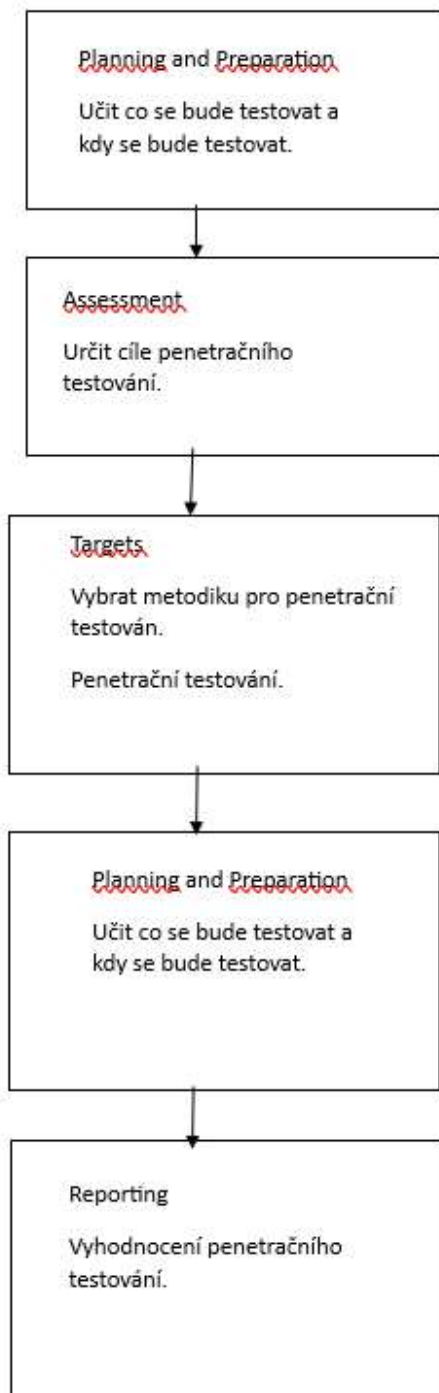 Planning and Preparation
Učit co se bude testovat a
kdy se bude testovat.
Assessment
Určit cíle penetračního
testování.
Targets
Vybrat metodiku pro penetrační
testován.
Penetrační testování.
Planning and Preparation
Učit co se bude testovat a
kdy se bude testovat.
Reporting
Vyhodnocení penetračního
testování.